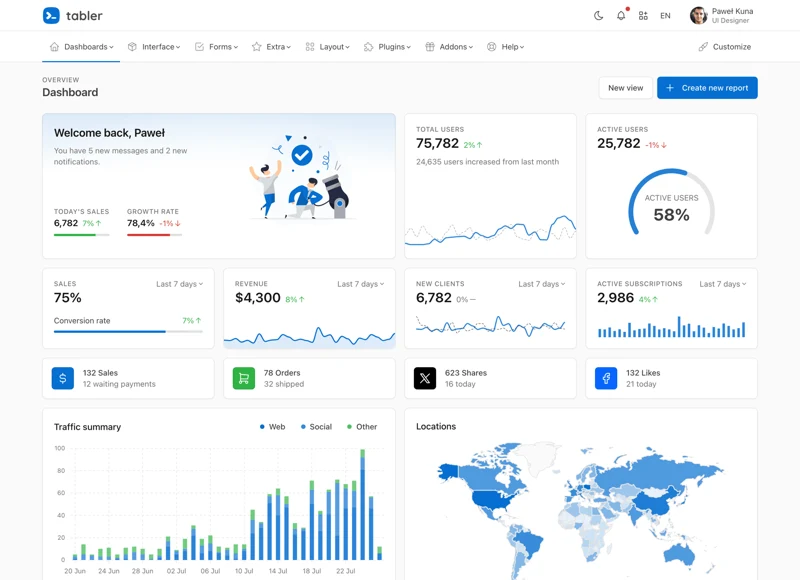 tabler
EN
Paweł Kuna
UI Designer
Dashboards
Interface
Forms
Extra
Layout
Plugins
Addons
Help
Customize
OVERVIEW
Dashboard
New view
Create new report
Welcome back, Paweł
You have 5 new messages and 2 new
notifications.
TODAY'S SALES
6,782 7%
GROWTH RATE
78,4% -1%
TOTAL USERS
75,782 2%
24,635 users increased from last month
ACTIVE USERS
25,782 -1%
ACTIVE USERS
58%
SALES
Last 7 days
75%
Conversion rate
7%
REVENUE
Last 7 days
$4,300 8%
NEW CLIENTS
Last 7 days
6,782 0%
ACTIVE SUBSCRIPTIONS
Last 7 days
2,986 4%
132 Sales
12 waiting payments
78 Orders
32 shipped
623 Shares
16 today
132 Likes
21 today
Traffic summary
Web
Social
Other
100
80
60
40
20
0
20 Jun
24 Jun
28 Jun
02 Jul
06 Jul
10 Jul
14 Jul
18 Jul
22 Jul
Locations